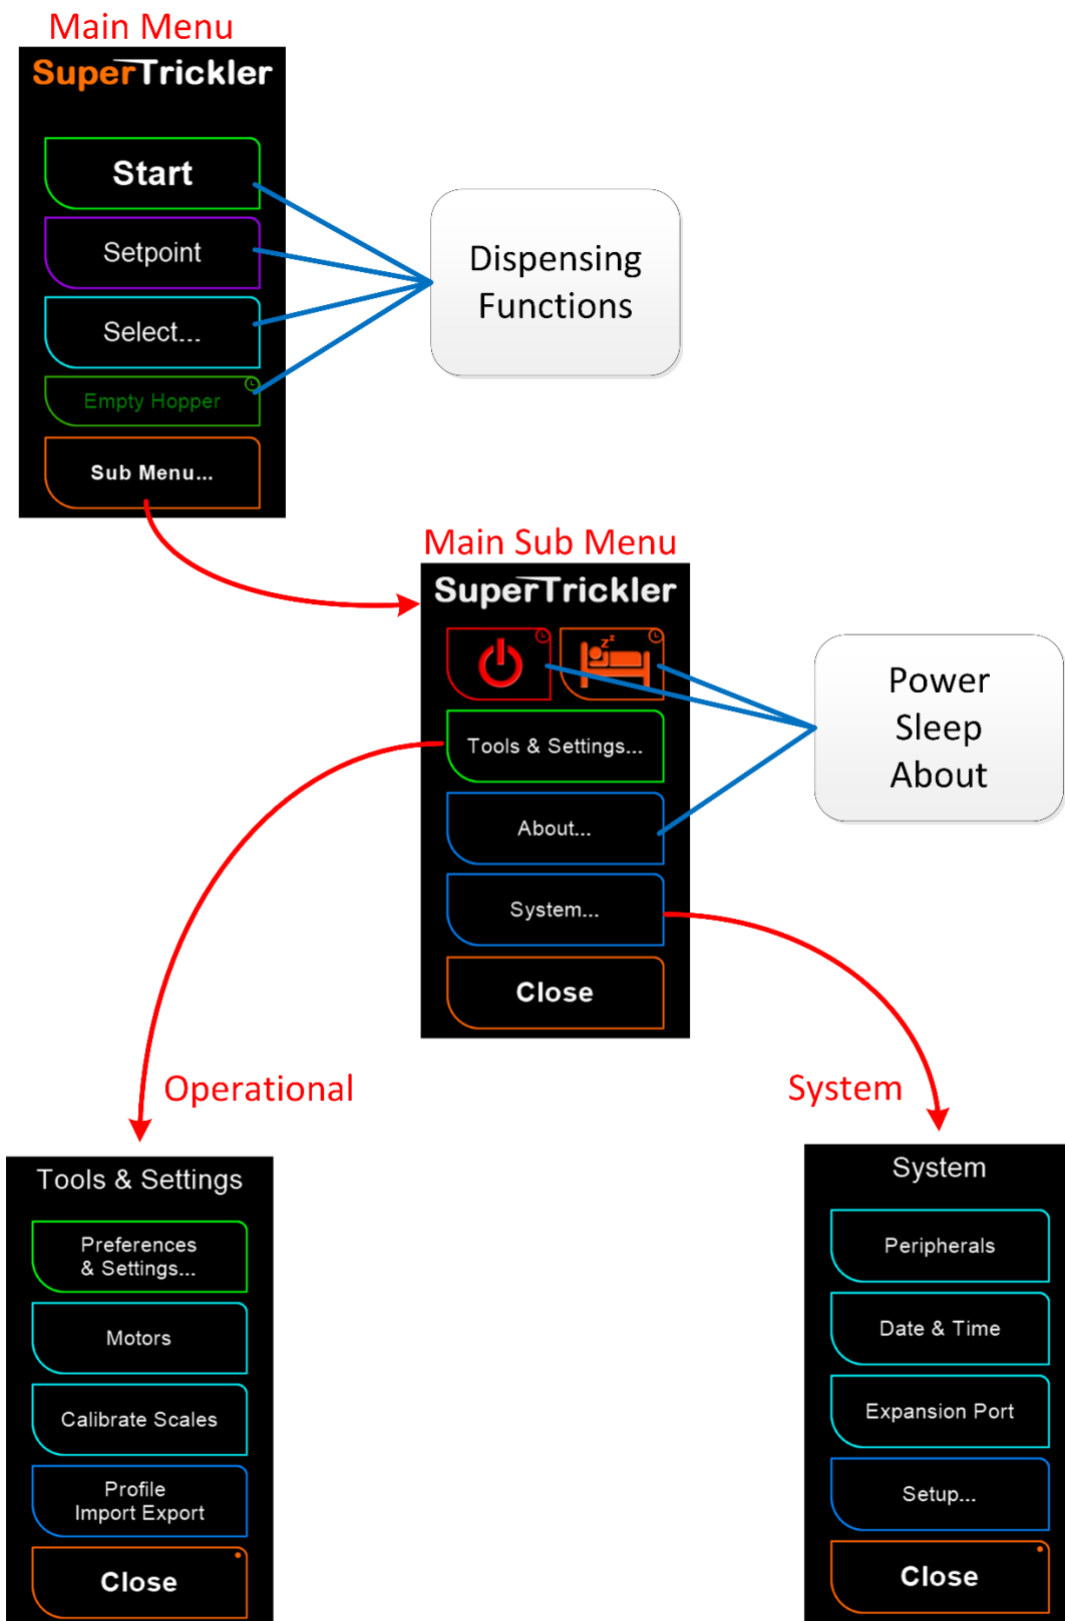 Main Menu
SuperTrickler
Start
Setpoint
Select...
Empty Hopper
Sub Menu...
Dispensing
Functions
Main Sub Menu
SuperTrickler
zz
Tools & Settings...
About...
System...
Close
Power
Sleep
About
Operational
System
Tools & Settings
Preferences
& Settings...
Motors
Calibrate Scales
Profile
Import Export
Close
System
Peripherals
Date & Time
Expansion Port
Setup...
Close